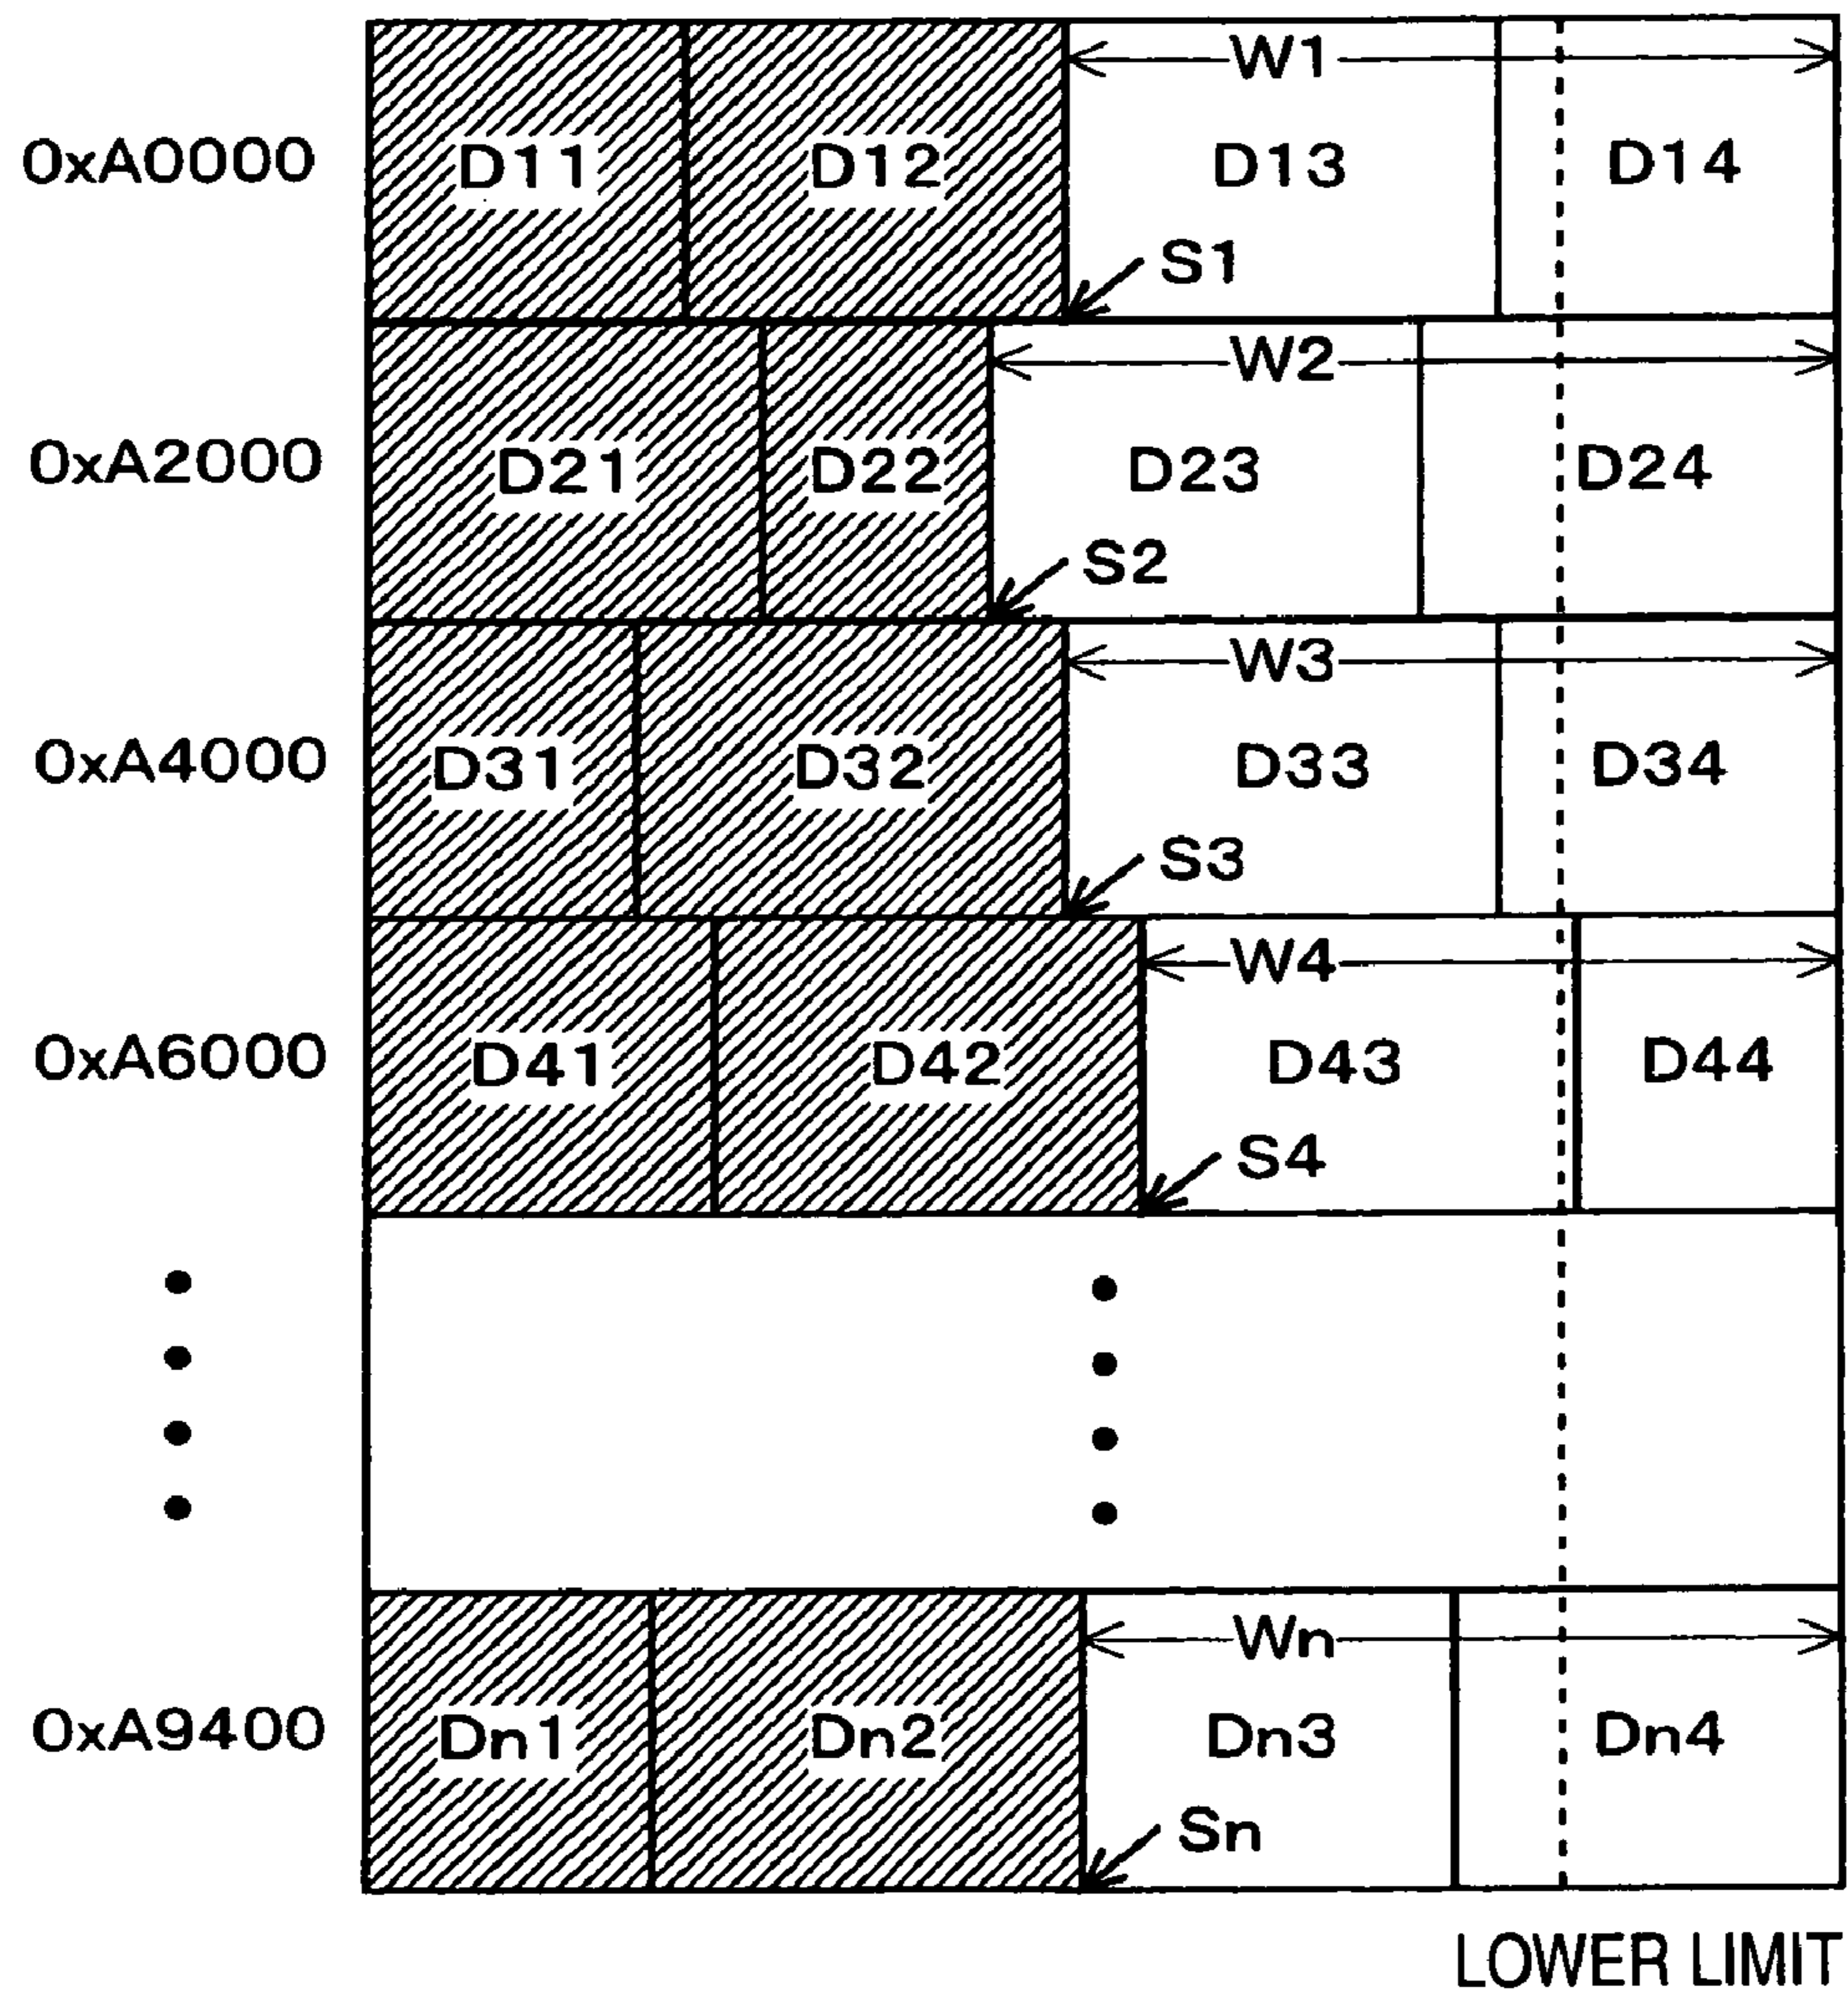 W1
0xA0000 D11 D12 D13 D14
S1
W2
0xA2000 D21 D22 D23 D24
S2
W3
0xA4000 D31 D32 D33 D34
S3
W4
0xA6000 D41 D42 D43 D44
S4
Wn
0xA9400 Dn1 Dn2 Dn3 Dn4
Sn
LOWER LIMIT